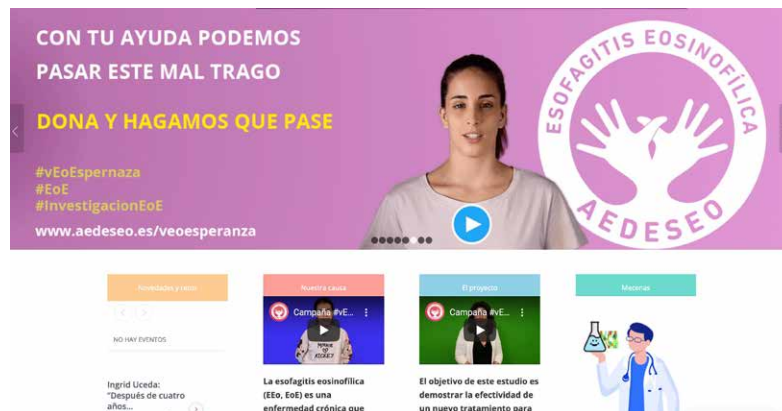 CON TU AYUDA PODEMOS
PASAR ESTE MAL TRAGO
DONA Y HAGAMOS QUE PASE
#vEoEspernaza
#EoE
#InvestigacionEoE
www.aedeseo.es/veoesperanza
ESOFAGITIS EOSINOFÍLICA
AEDESEO
Novedades y retos
NO HAY EVENTOS
Ingrid Uceda:
"Después de cuatro
años...
Nuestra causa
Campaña #vE...
La esofagitis eosinofílica
(EEo, EoE) es una
enfermedad crónica que
El proyecto
Campaña #vE...
El objetivo de este estudio es
demostrar la efectividad de
un nuevo tratamiento para
Mecenas